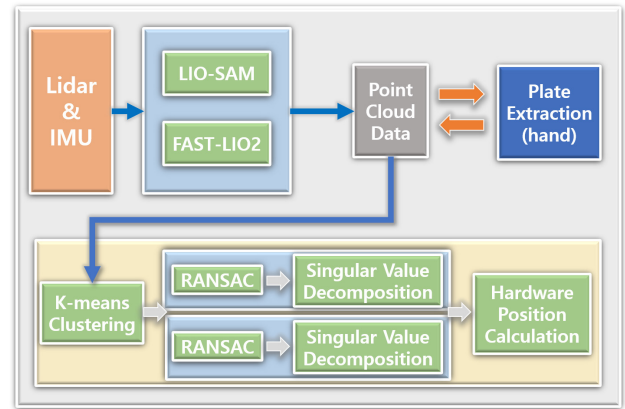 Lidar
&
IMU
LIO-SAM
FAST-LIO2
Point
Cloud
Data
Plate
Extraction
(hand)
K-means
Clustering
RANSAC
Singular Value
Decomposition
RANSAC
Singular Value
Decomposition
Hardware
Position
Calculation